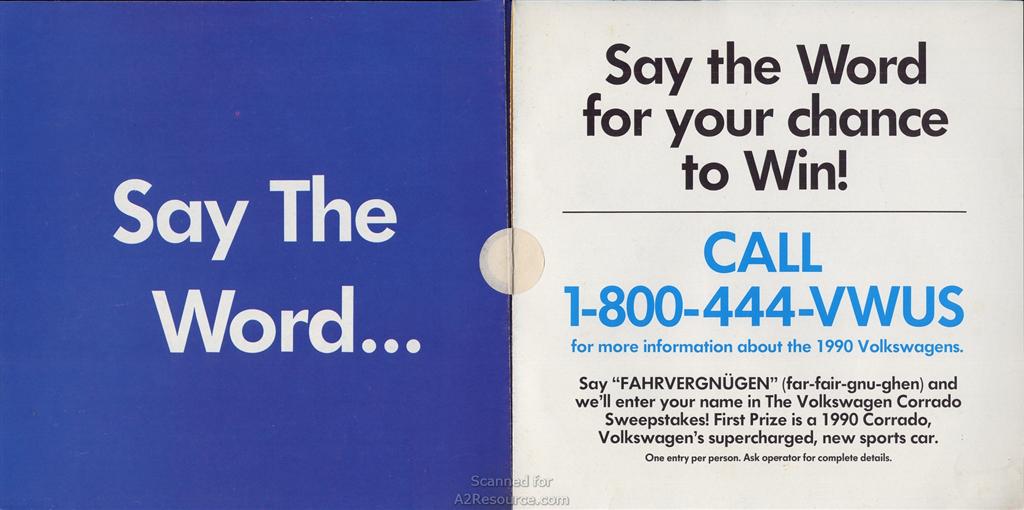 Say The
Word...
Say the Word
for your chance
to Win!
CALL
1-800-444-VWUS
for more information about the 1990 Volkswagens.
Say “FAHRVERGNÜGEN” (far-fair-gnu-ghen) and
we’ll enter your name in The Volkswagen Corrado
Sweepstakes! First Prize is a 1990 Corrado,
Volkswagen’s supercharged, new sports car.
One entry per person. Ask operator for complete details.
Scanned for
A2Resource.com